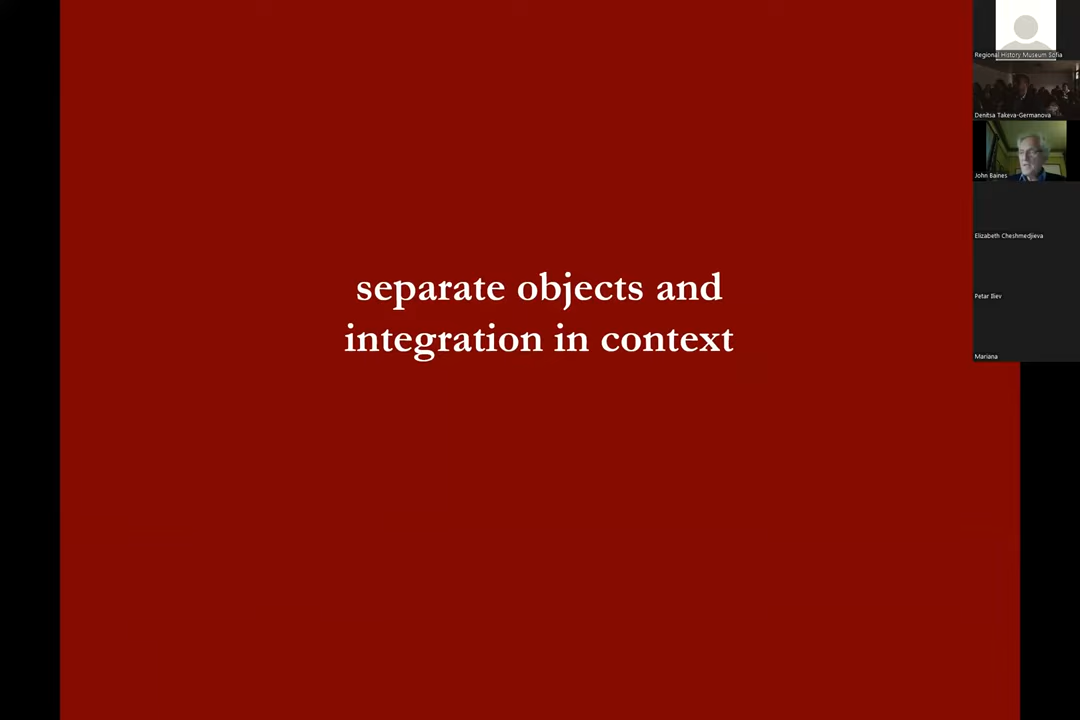 separate objects and
integration in context
Regional History Museum Sofia
Denitsa Takeva-Germanova
John Baines
Elizabeth Cheshmedjieva
Petar Iliev
Mariana